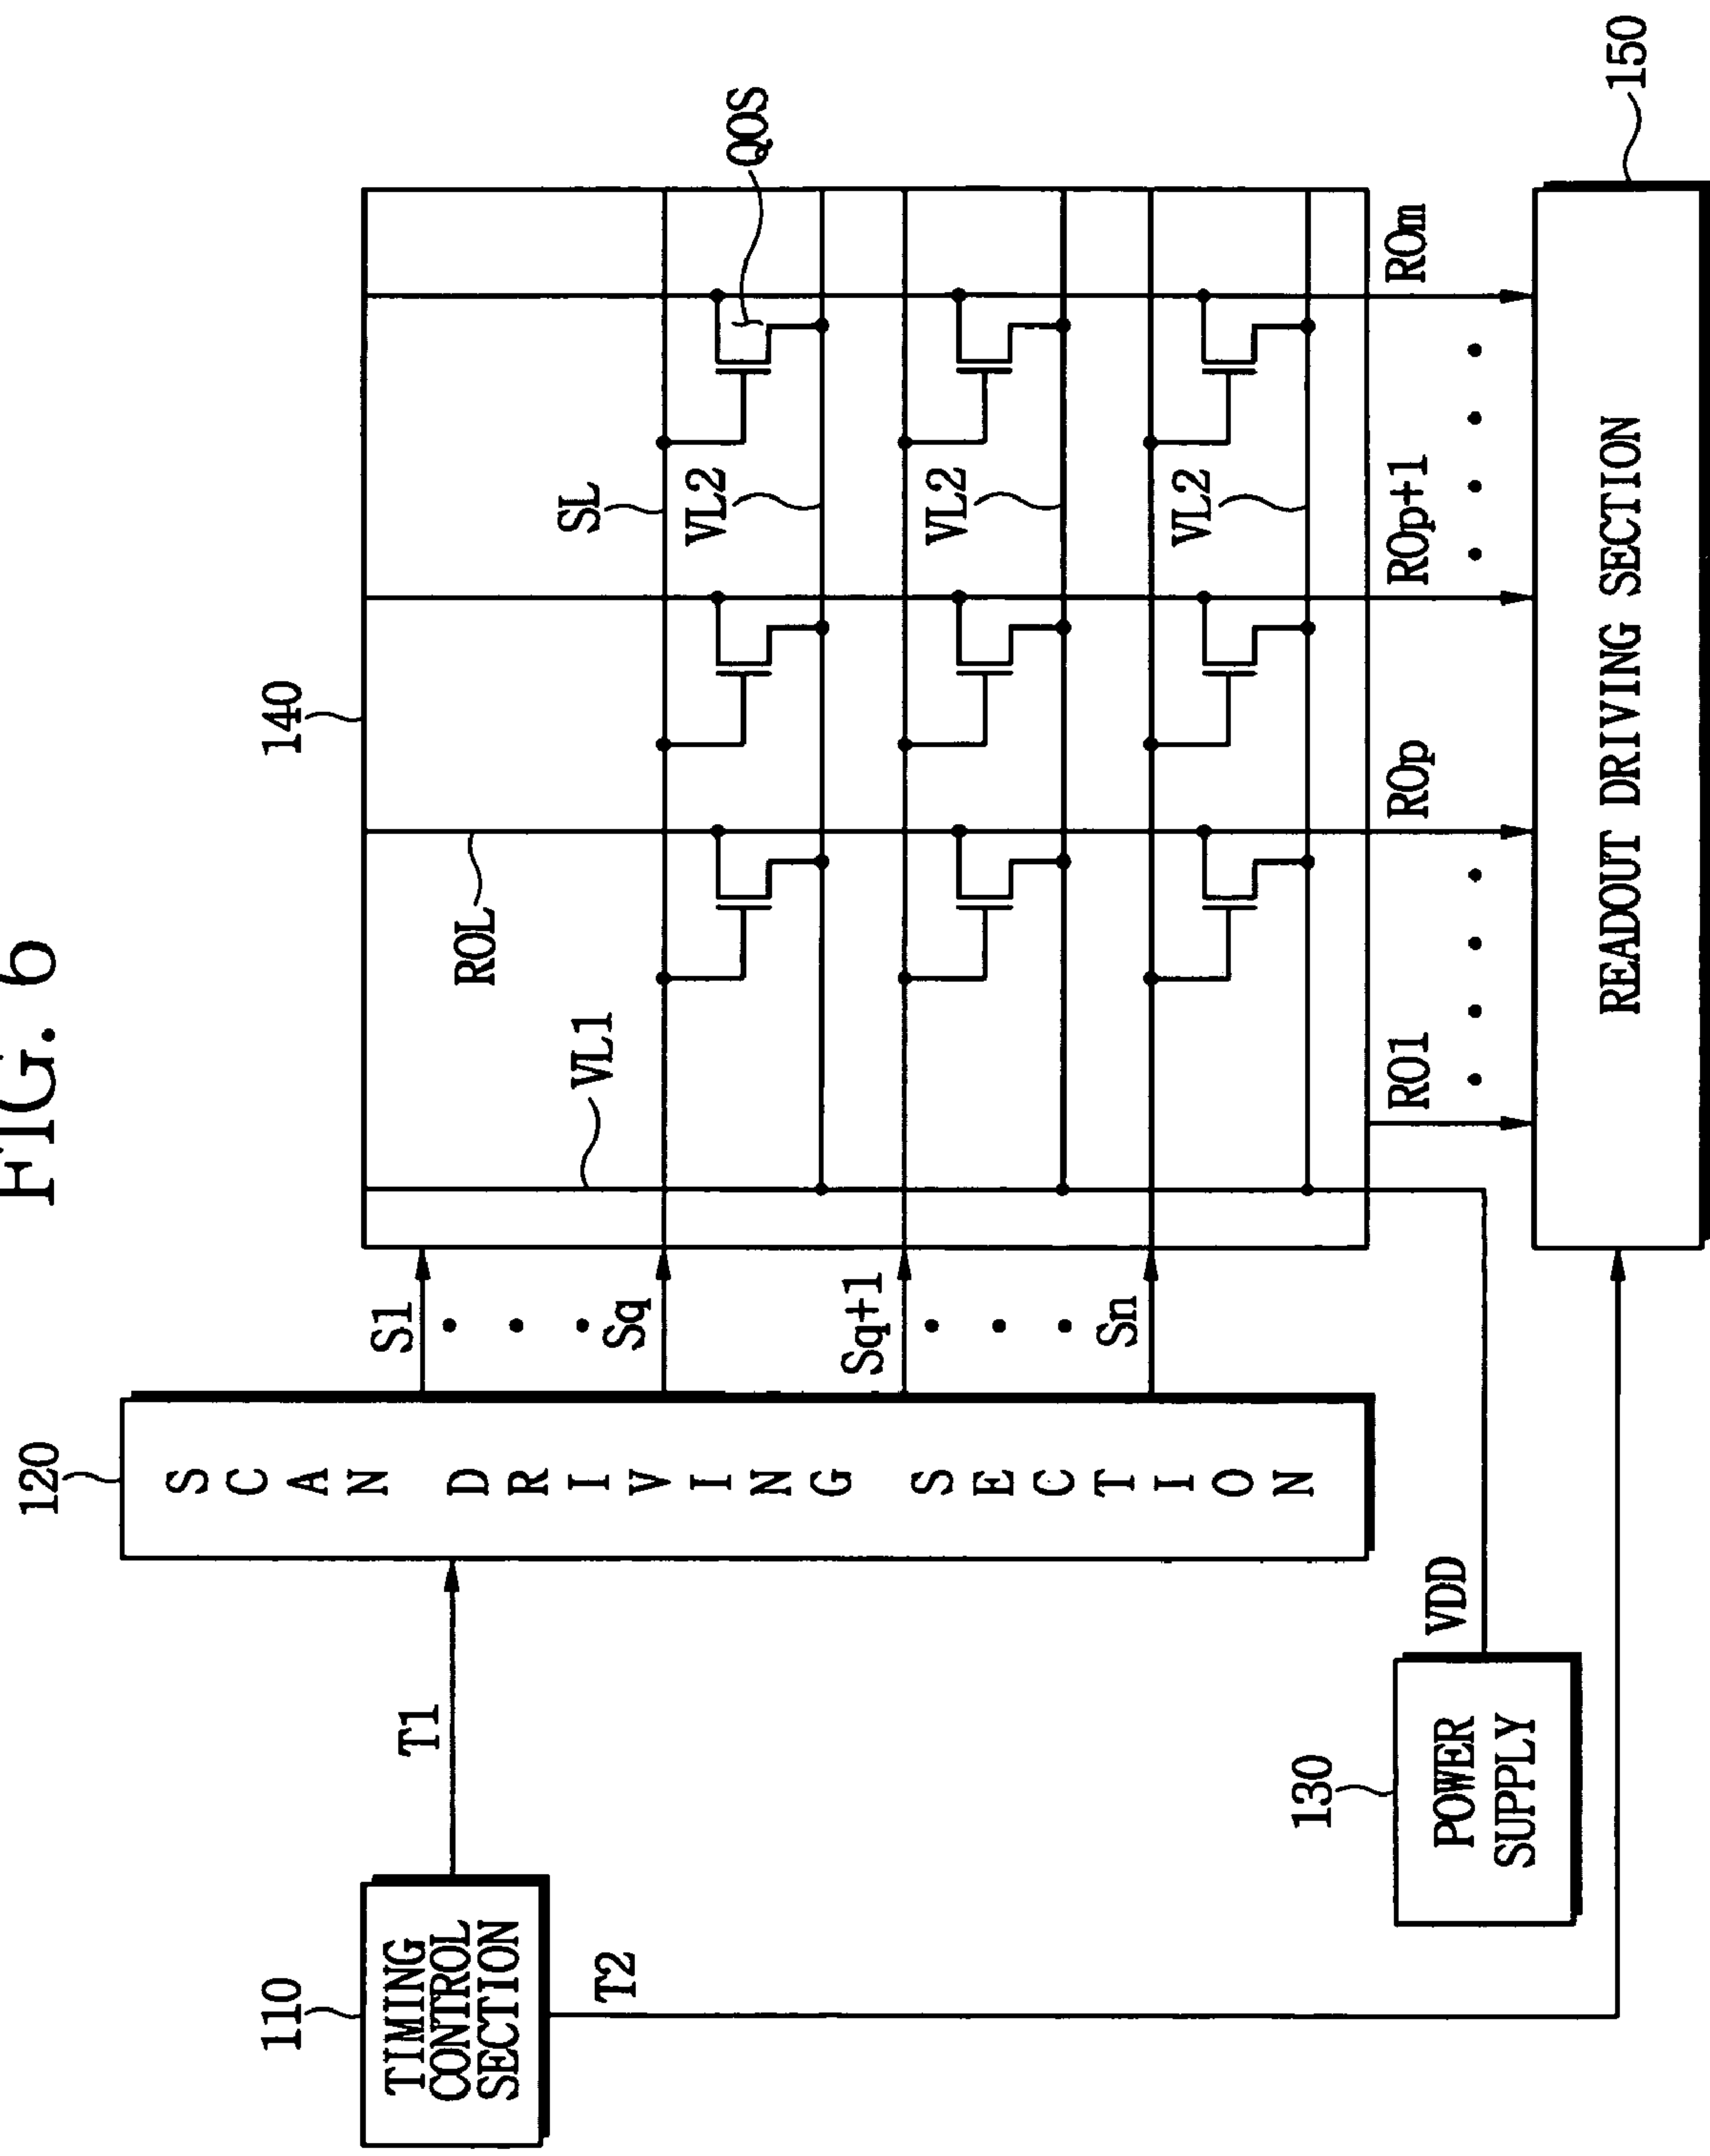 FIG. 6
110
TIMING
CONTROL
SECTION
T1
T2
120
SCAN DRIVING SECTION
130
POWER
SUPPLY
VDD
S1
Sq
Sq+1
Sn
140
VL1
ROL
SL
VL2
VL2
VL2
QOS
RO1
ROp
ROp+1
ROm
READOUT DRIVING SECTION
150